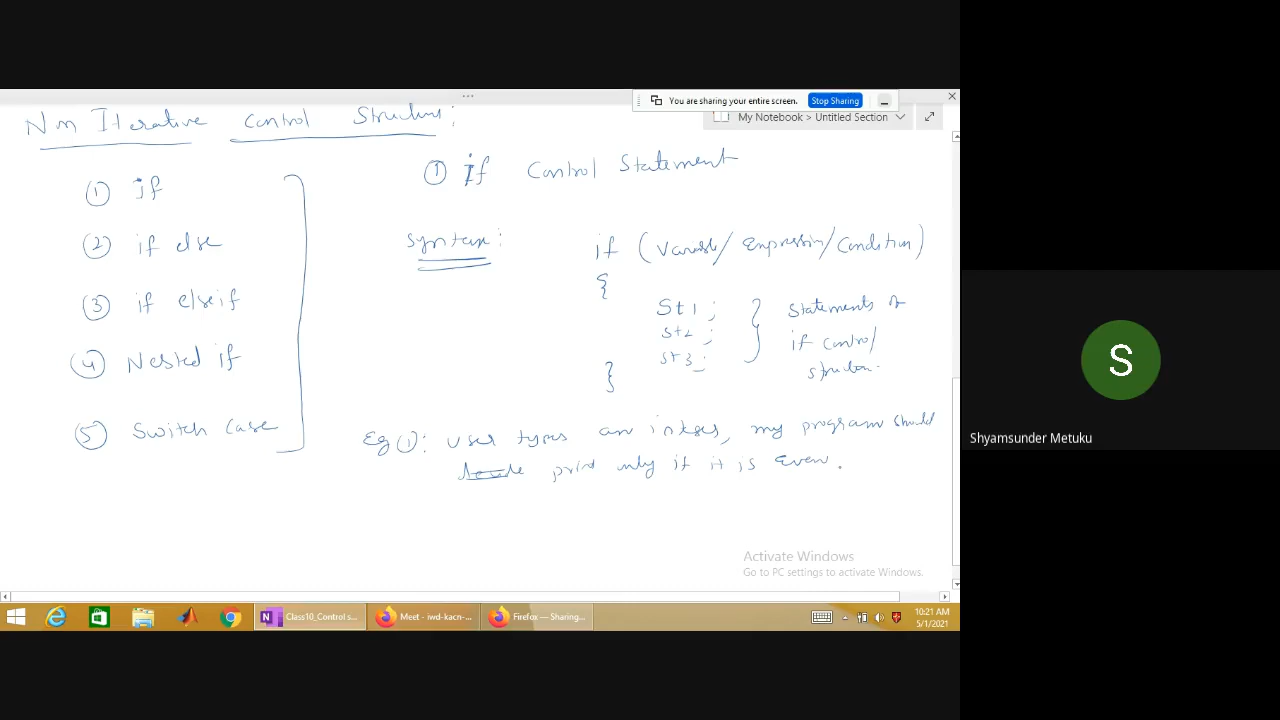 You are sharing your entire screen.
Stop Sharing
My Notebook > Untitled Section
Non Iterative Control Structure:
① if
② if else
③ if elseif
④ Nested if
⑤ Switch Case
① If Control Statement
Syntax:
if (Variable/Expression/Condition)
{
St1;
St2;
St3;
}
} Statements of
if control
Eg ①: User types an integer, my program should
print only if it is Even.
Activate Windows
Go to PC settings to activate Windows.
Class10_Control s...
Meet - iwd-kacn-...
Firefox — Sharing...
10:21 AM
5/1/2021
S
Shyamsunder Metuku